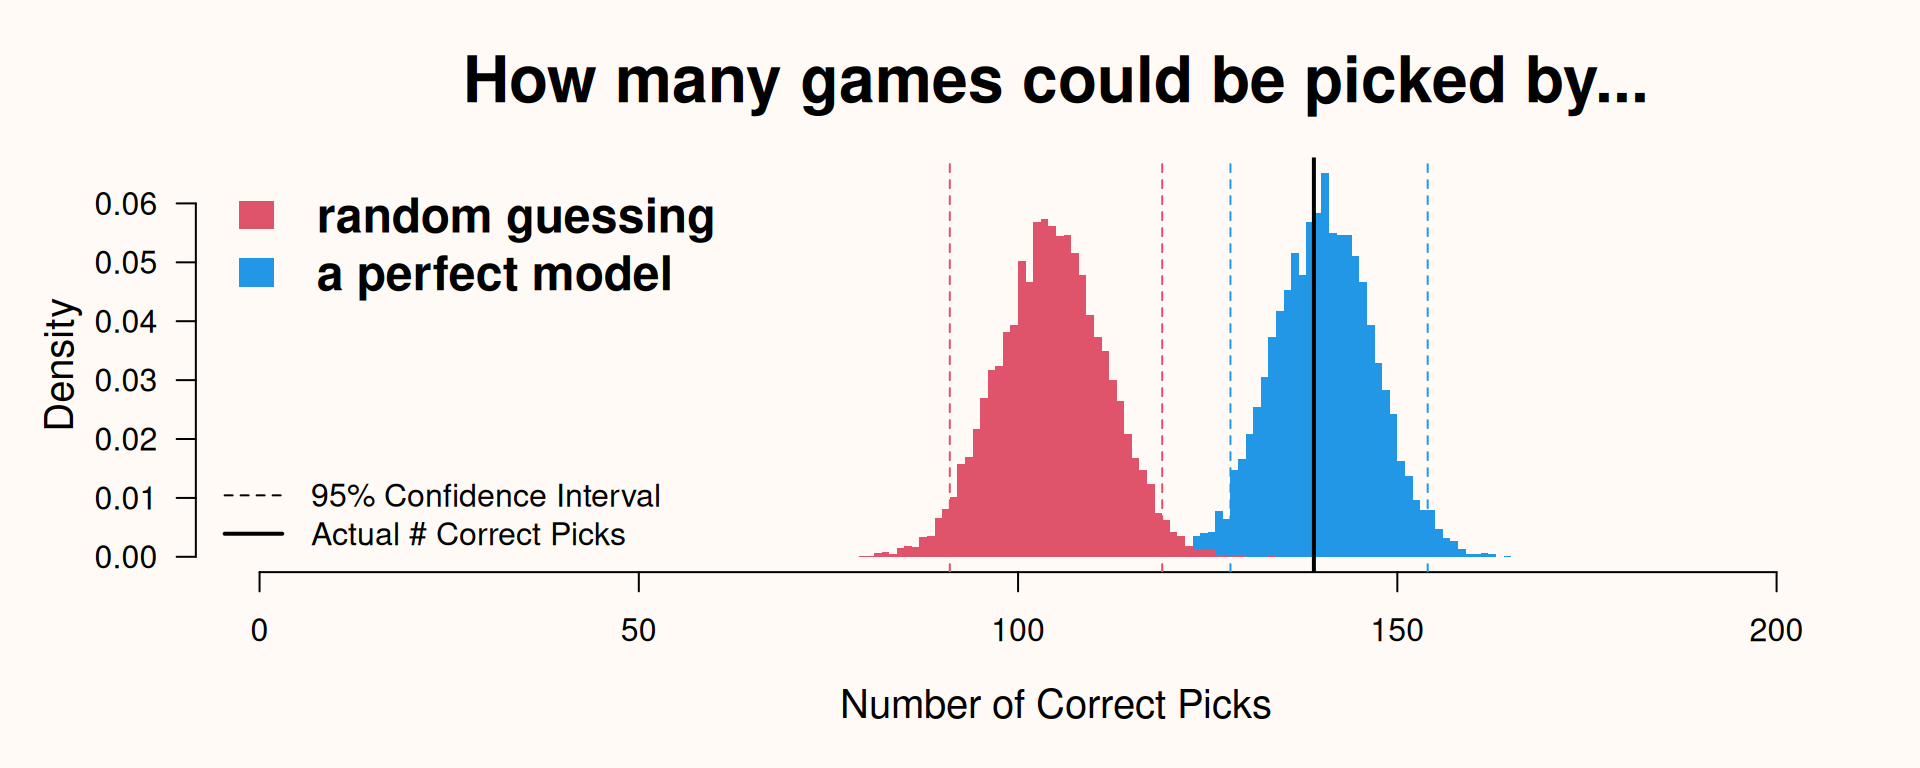 How many games could be picked by...
random guessing
a perfect model
0.06
0.05
0.04
0.03
0.02
0.01
0.00
Density
95% Confidence Interval
Actual # Correct Picks
0 50 100 150 200
Number of Correct Picks